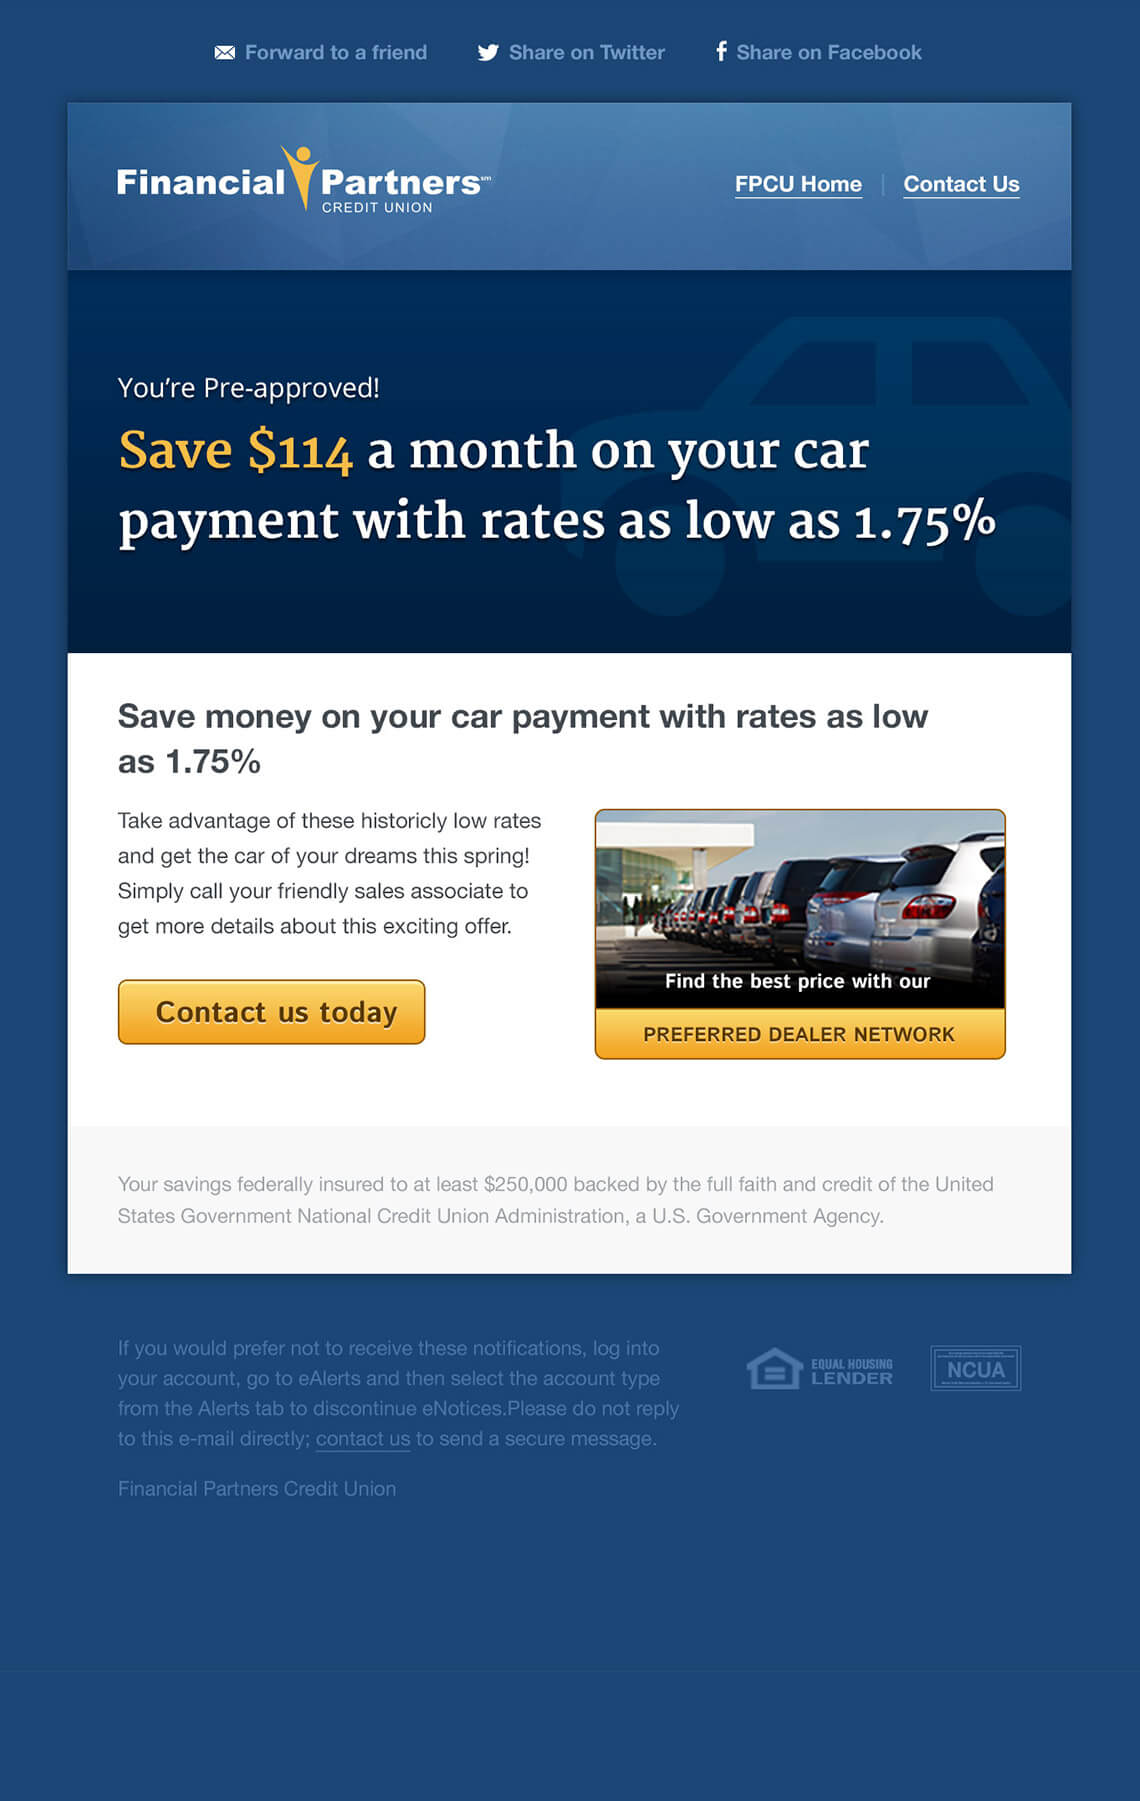 Forward to a friend
Share on Twitter
Share on Facebook
Financial Partners
CREDIT UNION
FPCU Home
Contact Us
You're Pre-approved!
Save $114 a month on your car
payment with rates as low as 1.75%
Save money on your car payment with rates as low
as 1.75%
Take advantage of these historicly low rates
and get the car of your dreams this spring!
Simply call your friendly sales associate to
get more details about this exciting offer.
Contact us today
Find the best price with our
PREFERRED DEALER NETWORK
Your savings federally insured to at least $250,000 backed by the full faith and credit of the United
States Government National Credit Union Administration, a U.S. Government Agency.
If you would prefer not to receive these notifications, log into
your account, go to eAlerts and then select the account type
from the Alerts tab to discontinue eNotices.Please do not reply
to this e-mail directly; contact us to send a secure message.
Financial Partners Credit Union
EQUAL HOUSING
LENDER
NCUA